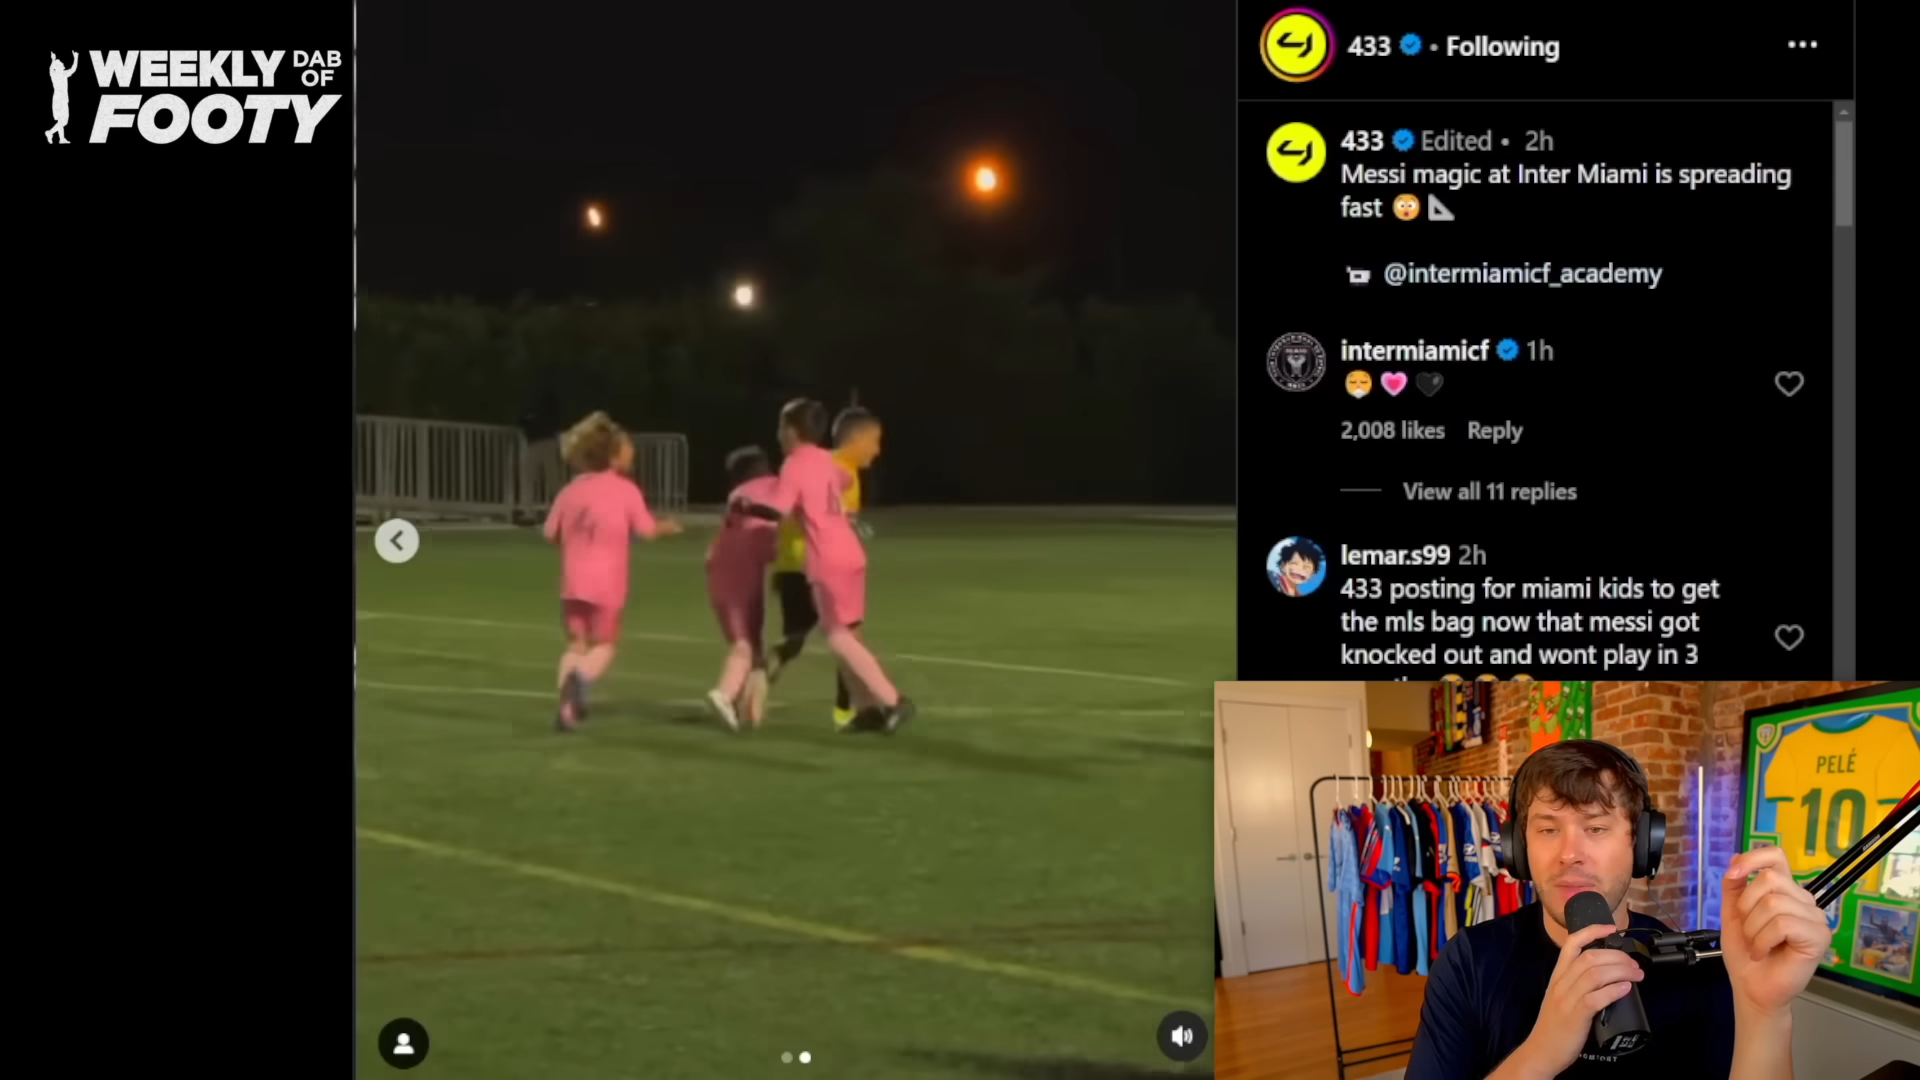 WEEKLY DAB
OF
FOOTY
433 • Following
433 Edited • 2h
Messi magic at Inter Miami is spreading
fast
@intermiamicf_academy
intermiamicf 1h
2,008 likes Reply
View all 11 replies
lemar.s99 2h
433 posting for miami kids to get
the mls bag now that messi got
knocked out and wont play in 3
PELÉ
10